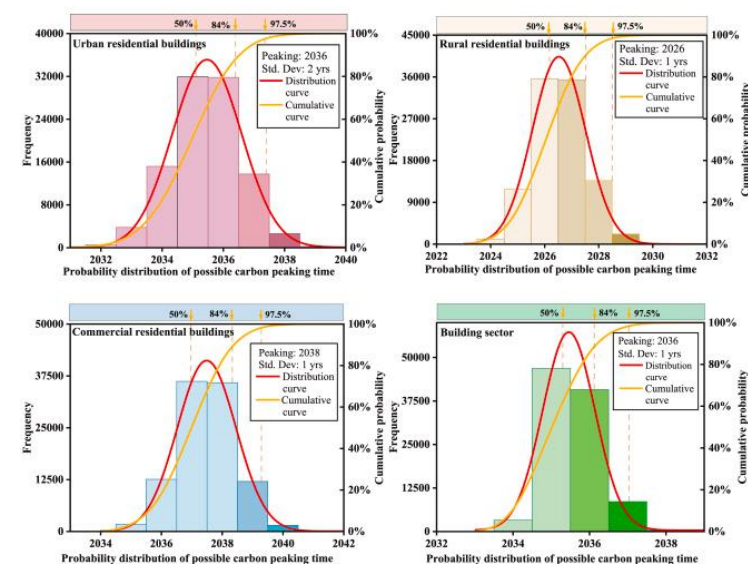 50% 84% 97.5%
Urban residential buildings
Peaking: 2036
Std. Dev: 2 yrs
Distribution
curve
Cumulative
curve
40000
32000
24000
16000
8000
0
Frequency
100%
80%
60%
40%
20%
0%
Cumulative probability
2032 2034 2036 2038 2040
Probability distribution of possible carbon peaking time
50% 84% 97.5%
Rural residential buildings
Peaking: 2026
Std. Dev: 1 yrs
Distribution
curve
Cumulative
curve
45000
36000
27000
18000
9000
0
Frequency
100%
80%
60%
40%
20%
0%
Cumulative probability
2022 2024 2026 2028 2030 2032
Probability distribution of possible carbon peaking time
50% 84% 97.5%
Commercial residential buildings
Peaking: 2038
Std. Dev: 1 yrs
Distribution
curve
Cumulative
curve
50000
37500
25000
12500
0
Frequency
100%
80%
60%
40%
20%
0%
Cumulative probability
2034 2036 2038 2040 2042
Probability distribution of possible carbon peaking time
50% 84% 97.5%
Building sector
Peaking: 2036
Std. Dev: 1 yrs
Distribution
curve
Cumulative
curve
50000
37500
25000
12500
0
Frequency
100%
80%
60%
40%
20%
0%
Cumulative probability
2032 2034 2036 2038
Probability distribution of possible carbon peaking time